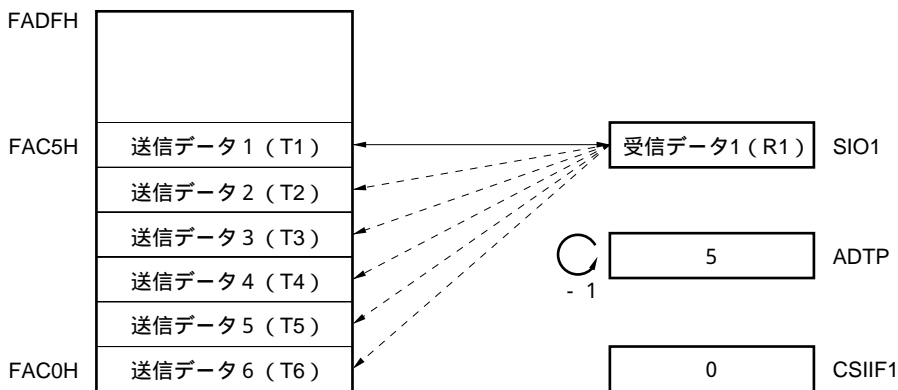 FADFH
FAC5H 送信データ1(T1) 受信データ1(R1) SIO1
送信データ2(T2)
送信データ3(T3) 5 ADTP
送信データ4(T4) - 1
送信データ5(T5)
FAC0H 送信データ6(T6) 0 CSIIF1